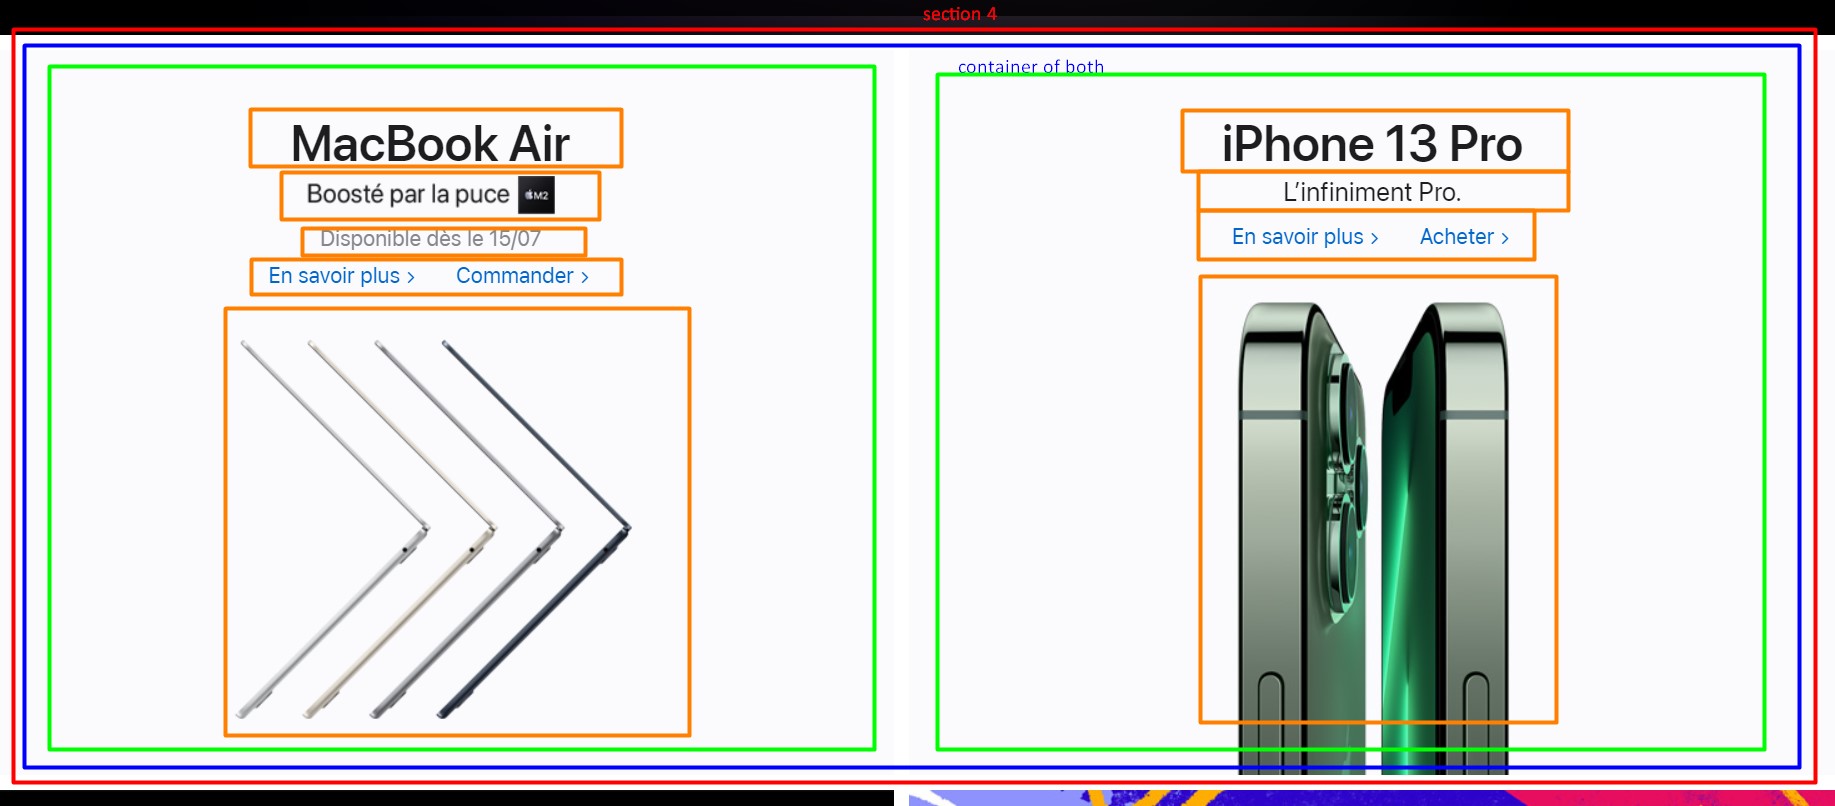 section 4
container of both
MacBook Air
Boosté par la puce M2
Disponible dès le 15/07
En savoir plus > Commander >
iPhone 13 Pro
L’infiniment Pro.
En savoir plus > Acheter >